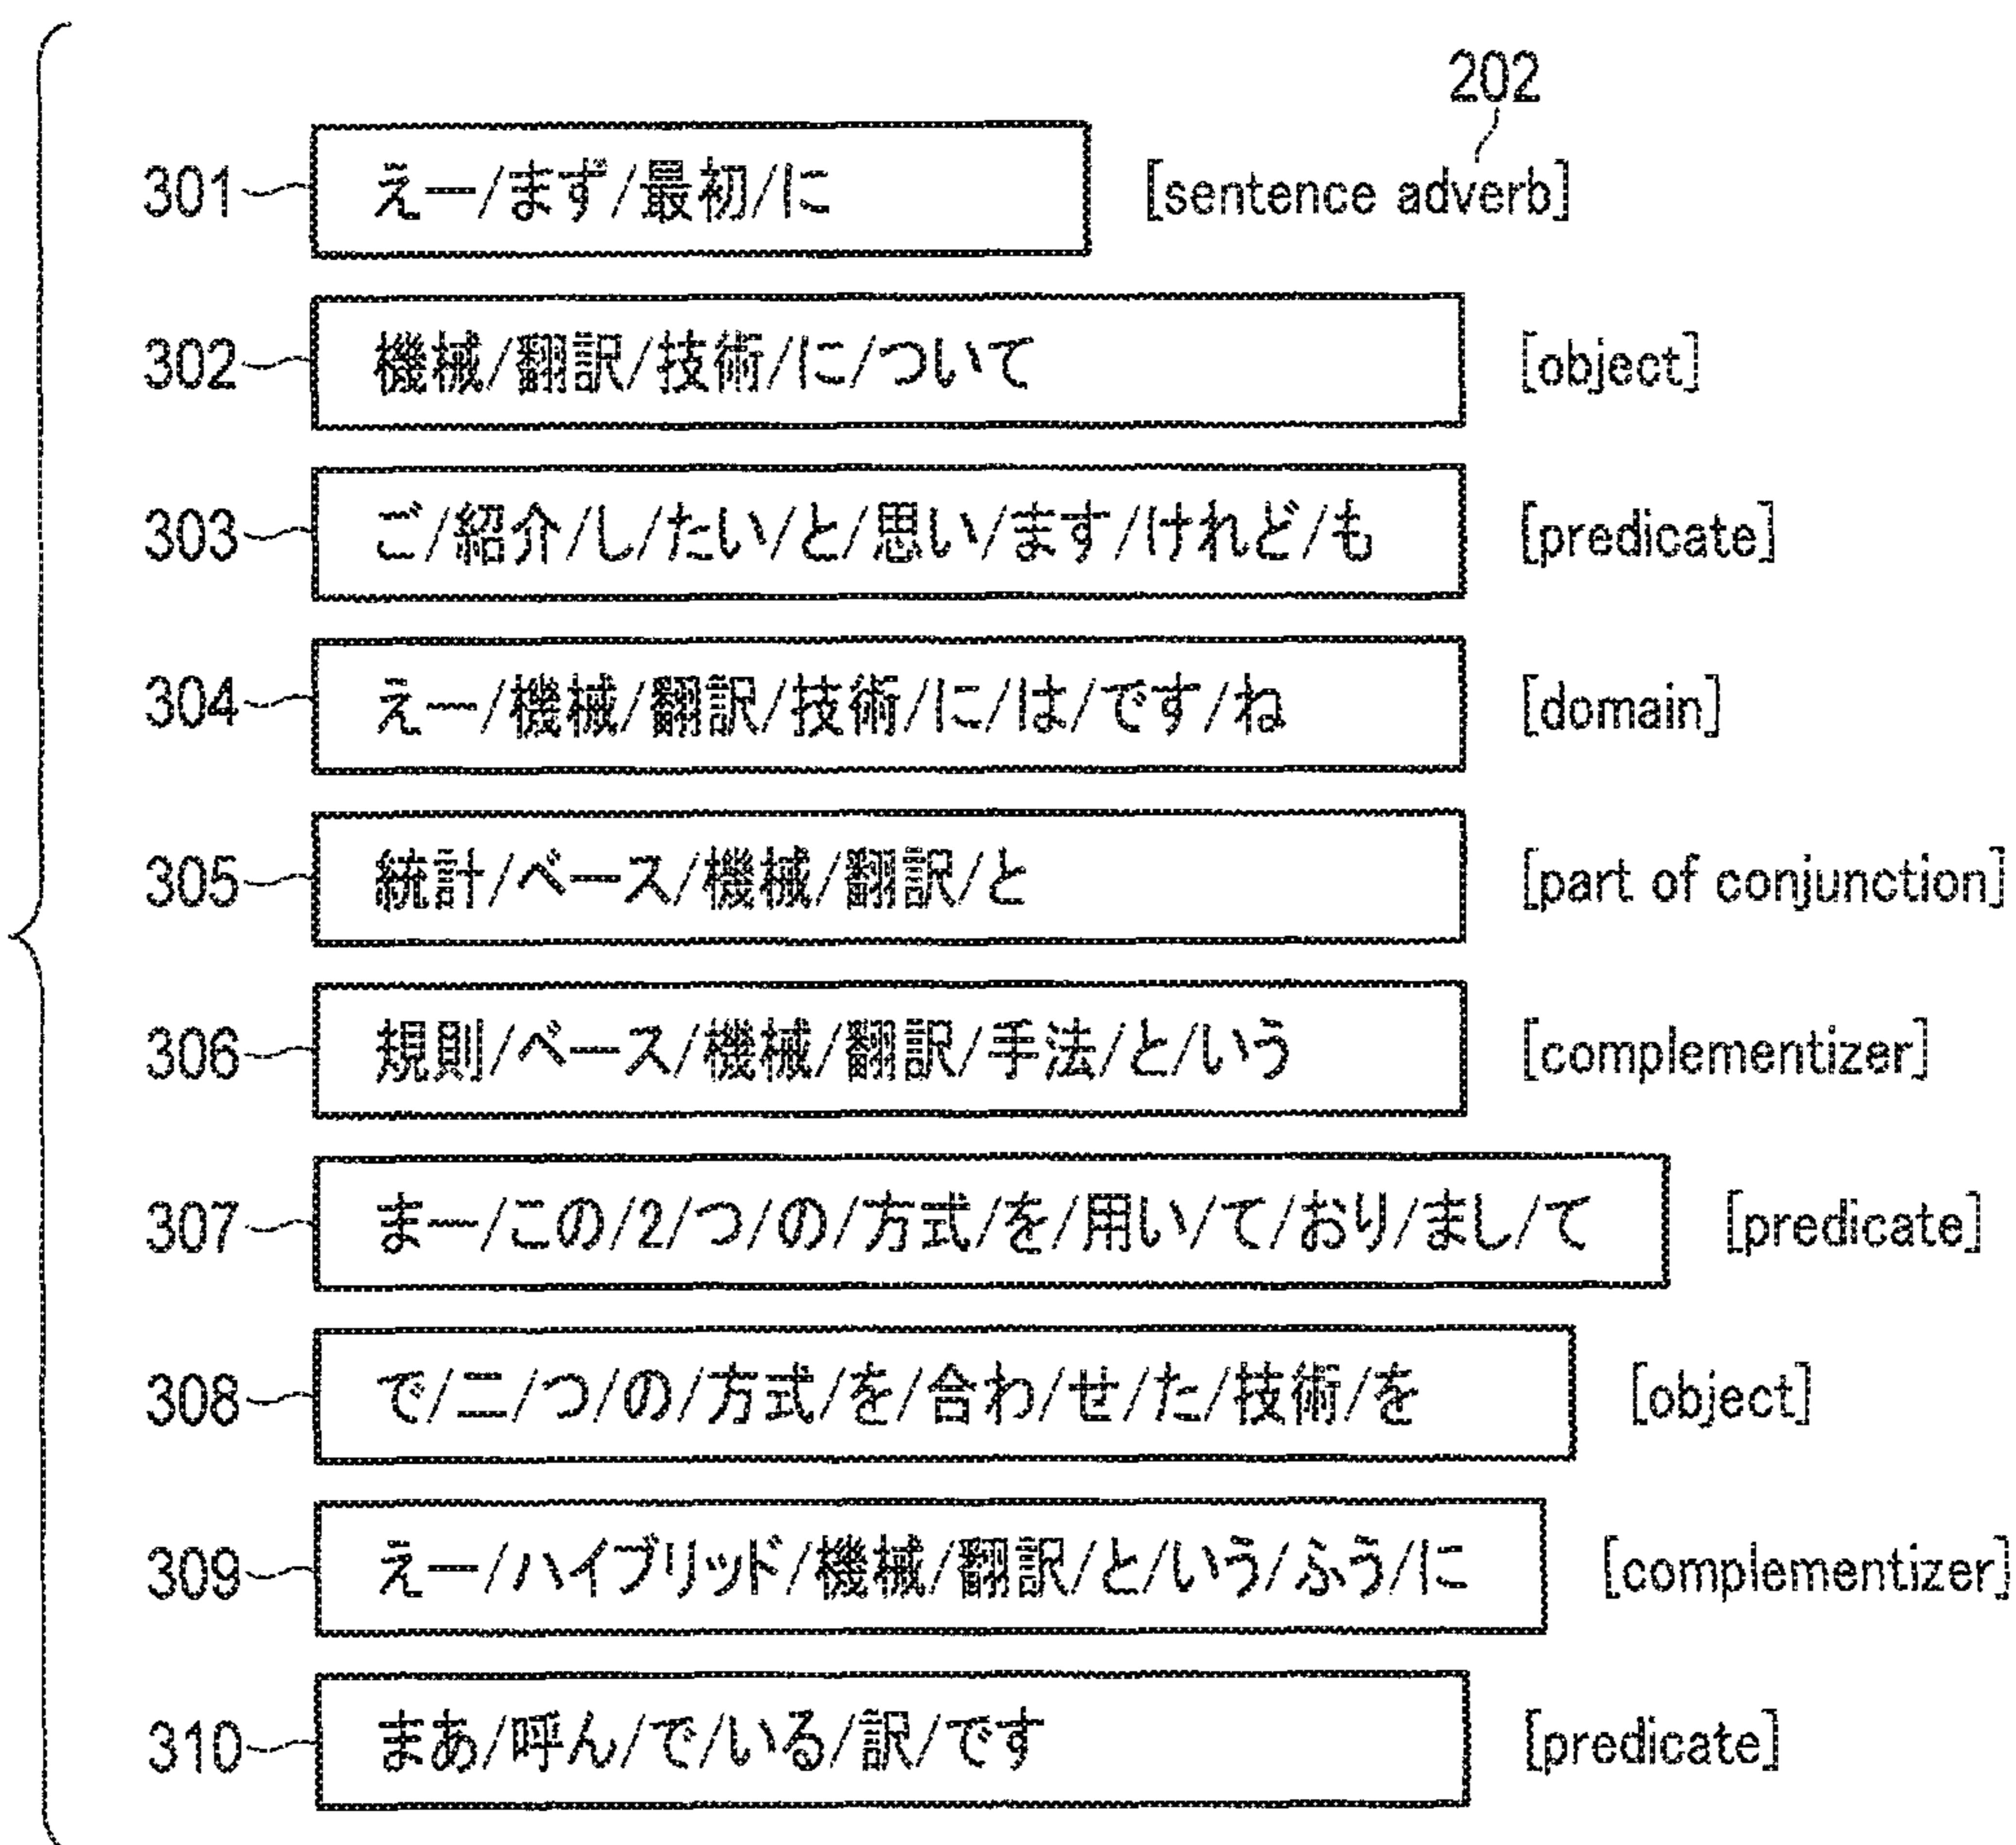 202
301 えー/まず/最初/に [sentence adverb]
302 機械/翻訳/技術/に/ついて [object]
303 ご/紹介/し/たい/と/思い/ます/けれど/も [predicate]
304 えー/機械/翻訳/技術/に/は/です/ね [domain]
305 統計/ベース/機械/翻訳/と [part of conjunction]
306 規則/ベース/機械/翻訳/手法/と/いう [complementizer]
307 まー/この/2/つ/の/方式/を/用い/て/おり/まし/て [predicate]
308 で/二/つ/の/方式/を/合わ/せ/た/技術/を [object]
309 えー/ハイブリッド/機械/翻訳/と/いう/ふう/に [complementizer]
310 まあ/呼ん/で/いる/訳/です [predicate]